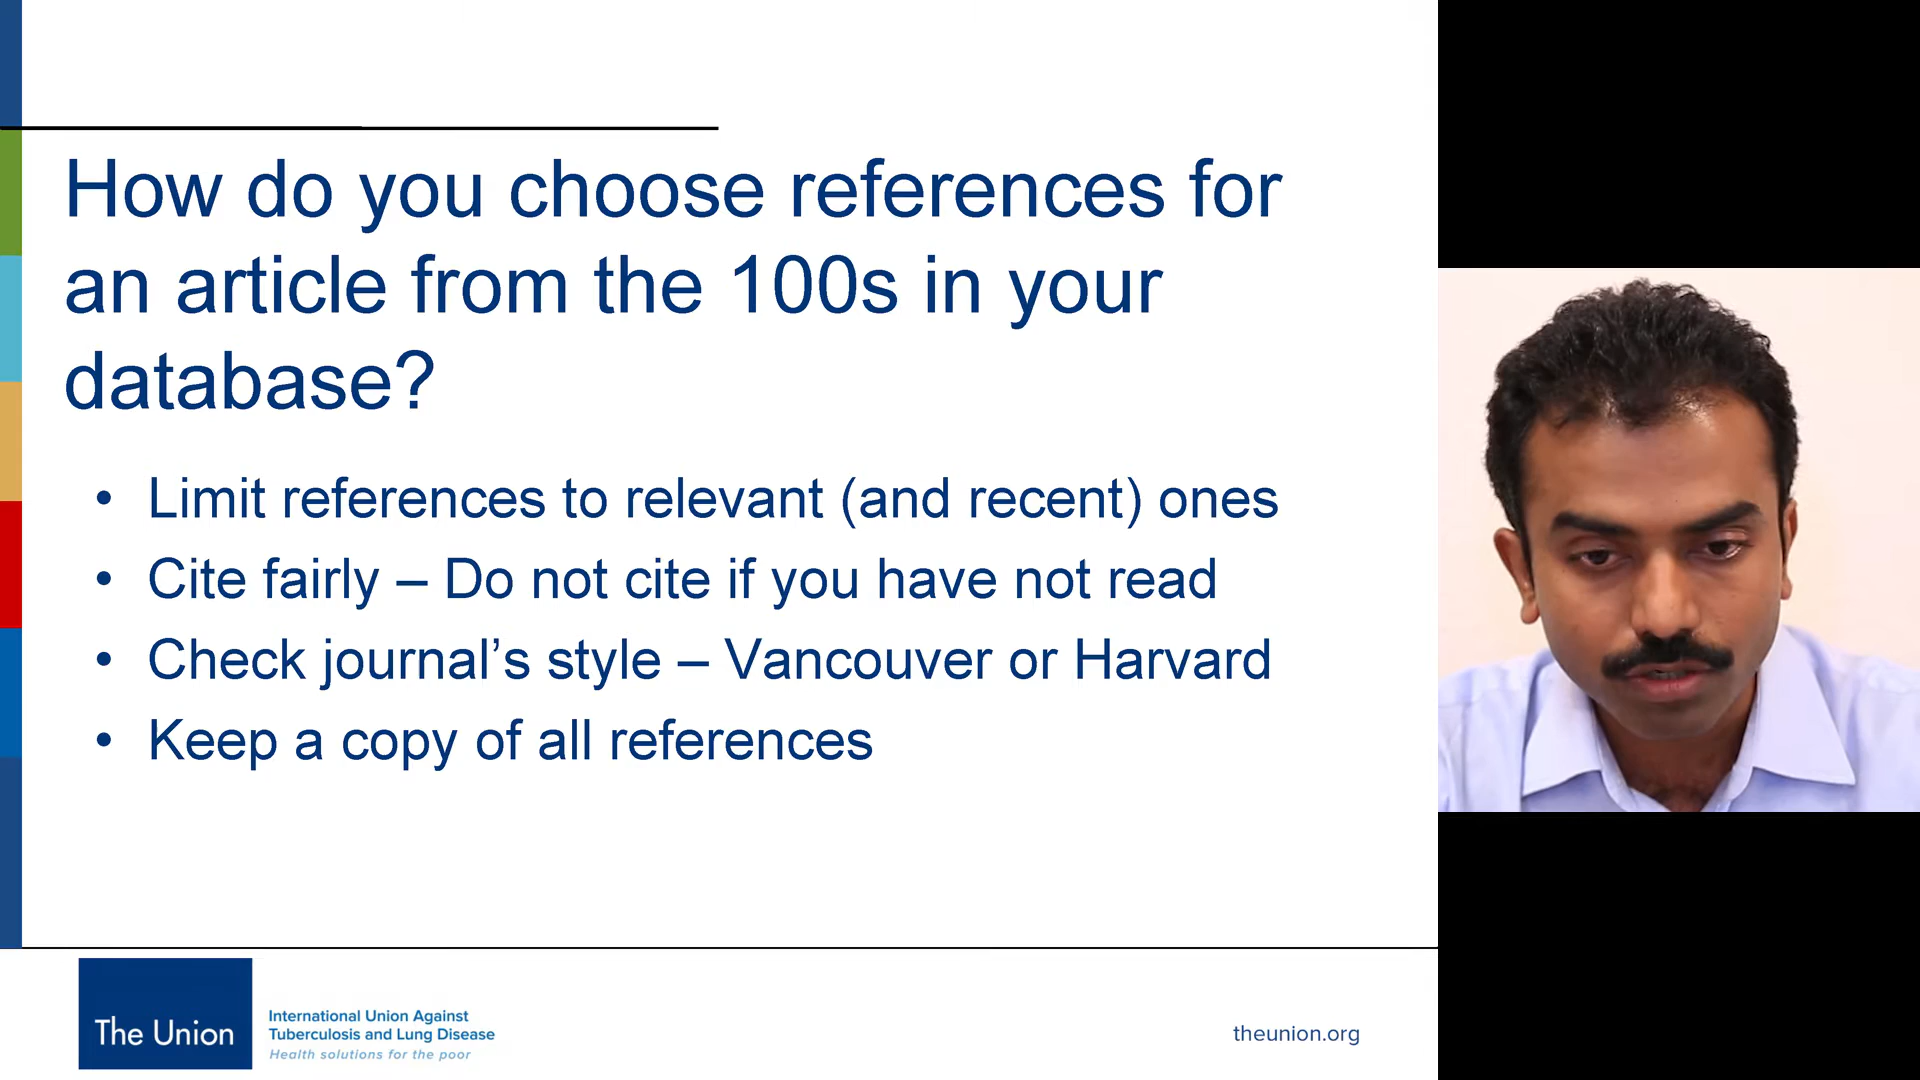 How do you choose references for
an article from the 100s in your
database?
• Limit references to relevant (and recent) ones
• Cite fairly – Do not cite if you have not read
• Check journal’s style – Vancouver or Harvard
• Keep a copy of all references
The Union
International Union Against
Tuberculosis and Lung Disease
Health solutions for the poor
theunion.org